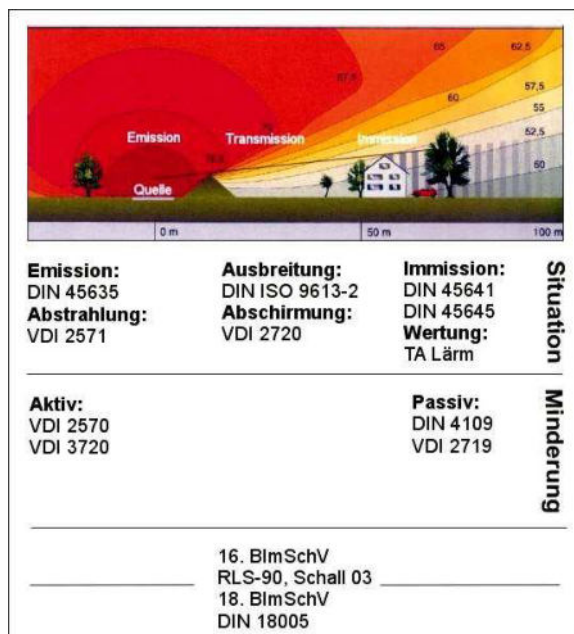 65
62,5
67,5
57,5
60
55
70
52,5
Emission
Transmission
Immission
50
Quelle
0 m
50 m
100 m
Emission:
DIN 45635
Abstrahlung:
VDI 2571
Ausbreitung:
DIN ISO 9613-2
Abschirmung:
VDI 2720
Immission:
DIN 45641
DIN 45645
Wertung:
TA Lärm
Situation
Aktiv:
VDI 2570
VDI 3720
Passiv:
DIN 4109
VDI 2719
Minderung
16. BImSchV
RLS-90, Schall 03
18. BImSchV
DIN 18005